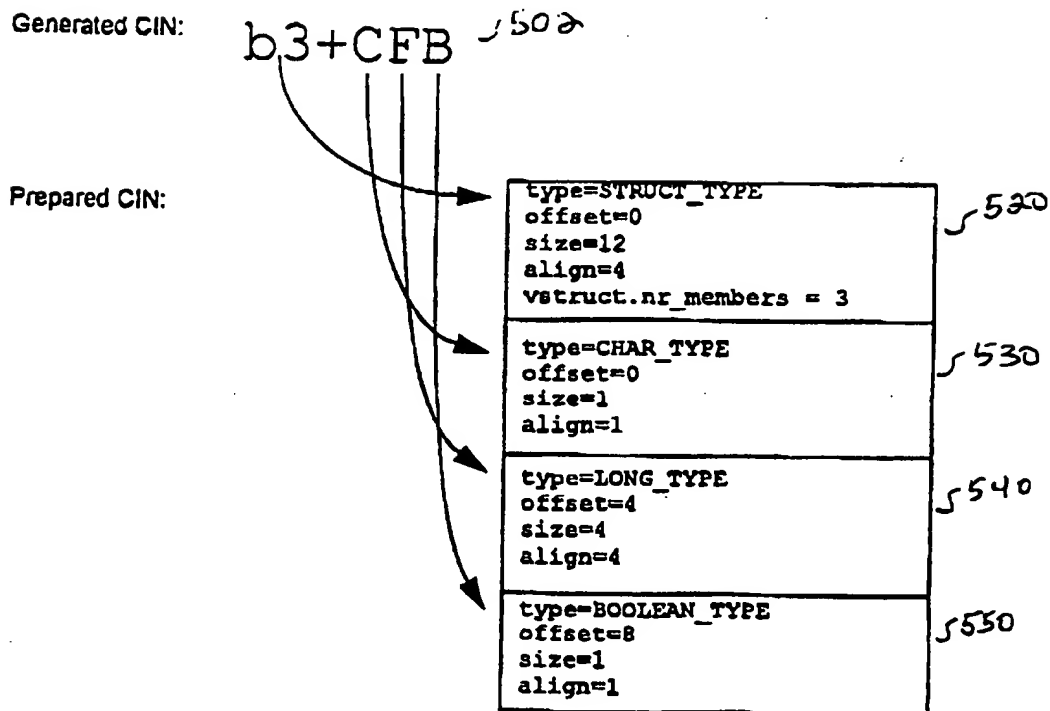 Generated CIN:
b3+CFB
502
Prepared CIN:
type=STRUCT_TYPE
offset=0
size=12
align=4
vstruct.nr_members = 3
520
type=CHAR_TYPE
offset=0
size=1
align=1
530
type=LONG_TYPE
offset=4
size=4
align=4
540
type=BOOLEAN_TYPE
offset=8
size=1
align=1
550